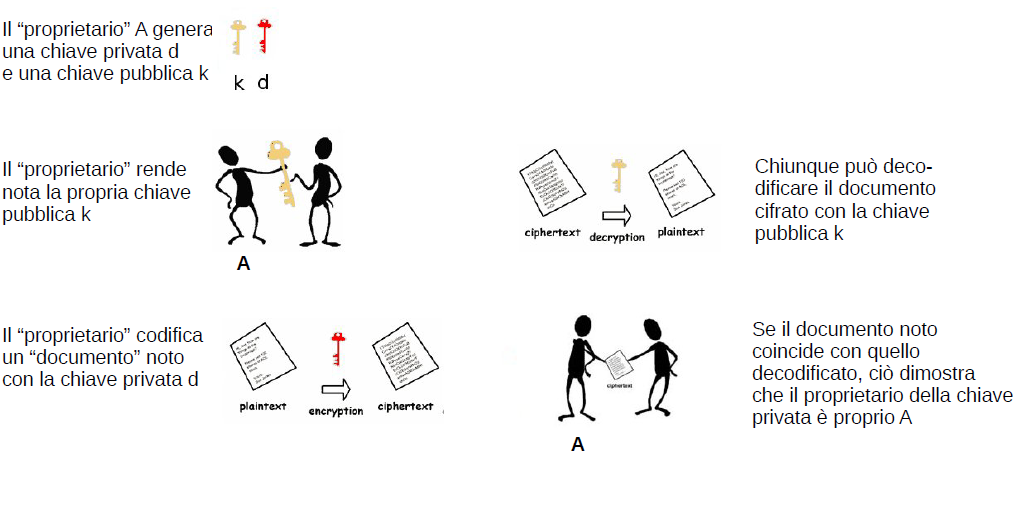 Il “proprietario” A genera
una chiave privata d
e una chiave pubblica k
k d
Il “proprietario” rende
nota la propria chiave
pubblica k
A
ciphertext
decryption
plaintext
Chiunque può deco-
dificare il documento
cifrato con la chiave
pubblica k
Il “proprietario” codifica
un “documento” noto
con la chiave privata d
plaintext
encryption
ciphertext
ciphertext
A
Se il documento noto
coincide con quello
decodificato, ciò dimostra
che il proprietario della chiave
privata è proprio A